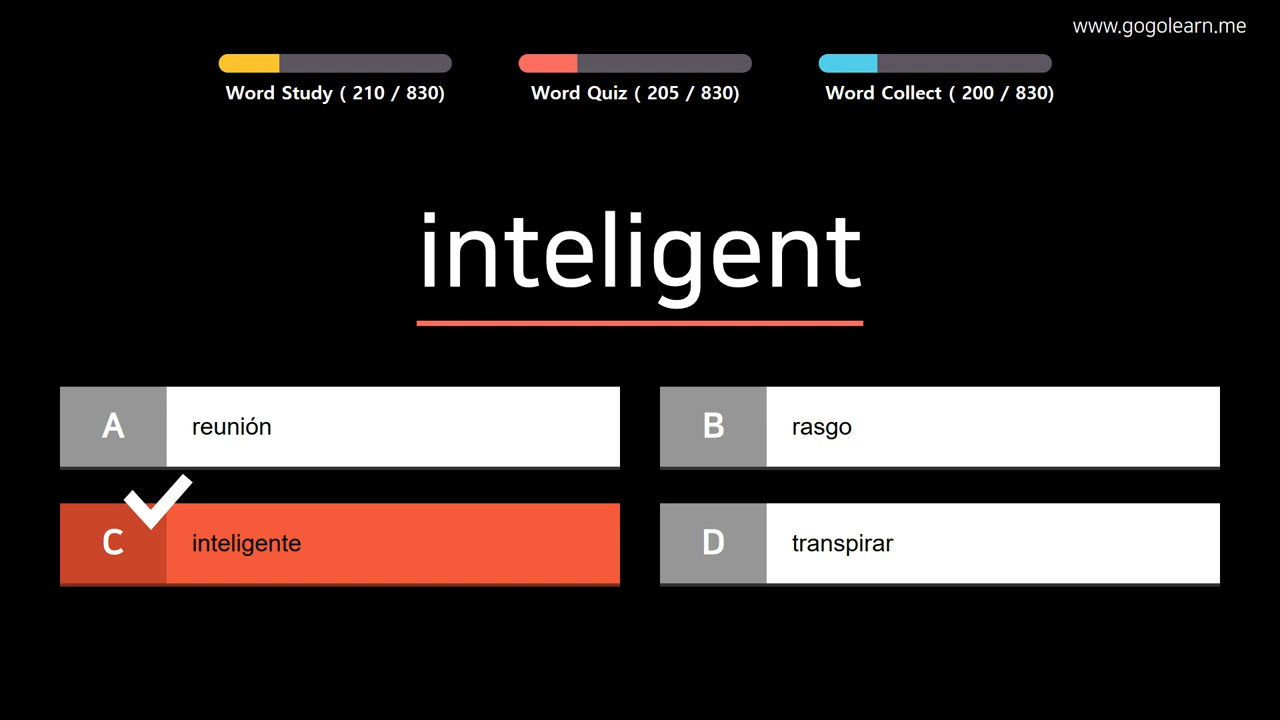 www.gogolearn.me
Word Study ( 210 / 830)
Word Quiz ( 205 / 830)
Word Collect ( 200 / 830)
inteligent
A reunión
B rasgo
C inteligente
D transpirar